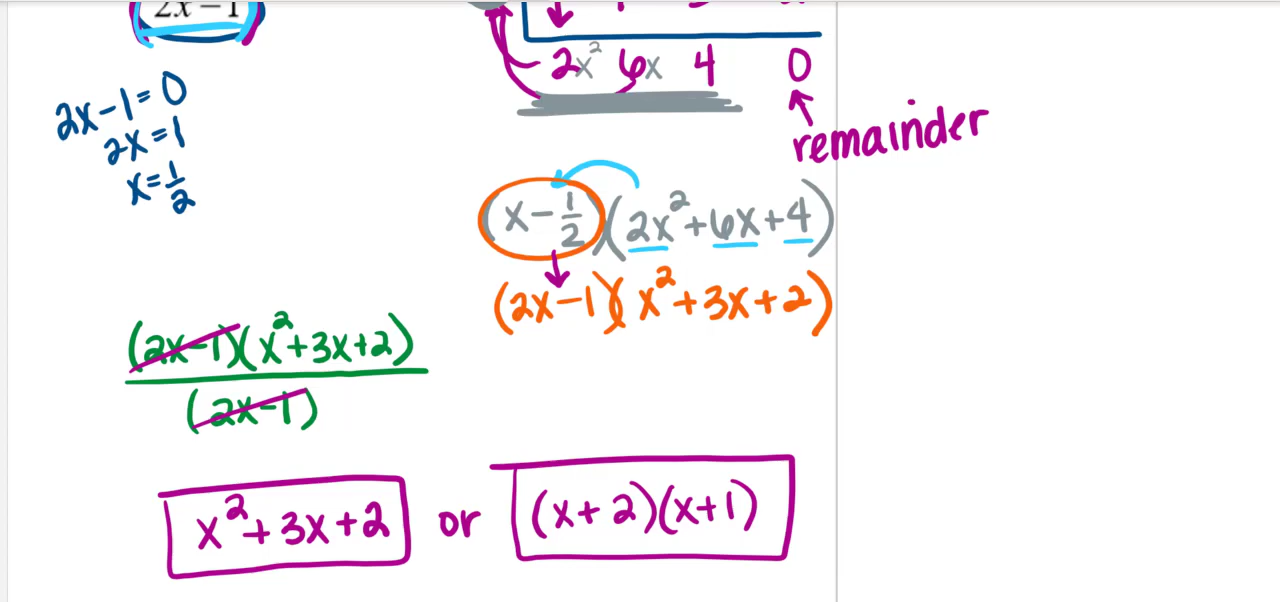 2x − 1
2x² 6x 4 0
2x-1=0
2x=1
x=1/2
remainder
(x - 1/2)(2x²+6x+4)
(2x-1)(x²+3x+2)
(2x-1)(x²+3x+2)
(2x-1)
x²+3x+2 or (x+2)(x+1)